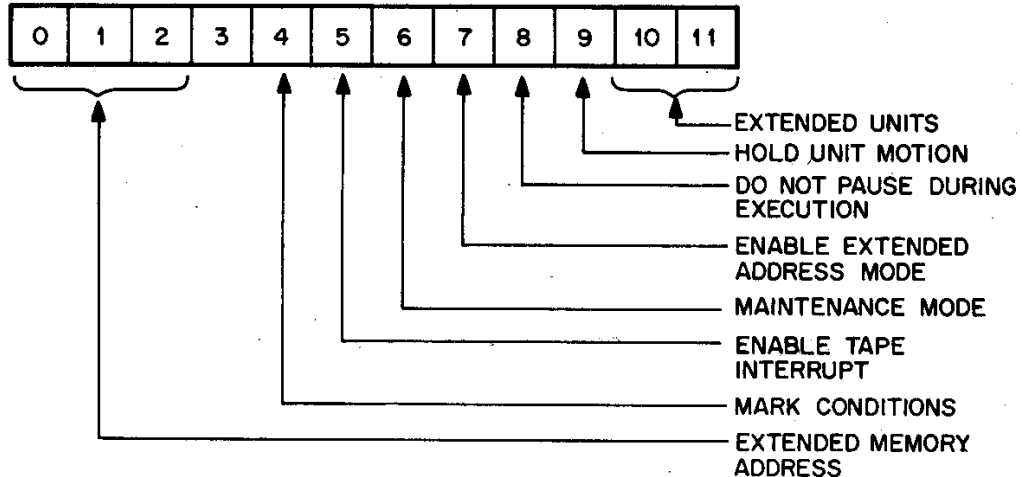 0 1 2 3 4 5 6 7 8 9 10 11
EXTENDED UNITS
HOLD UNIT MOTION
DO NOT PAUSE DURING
EXECUTION
ENABLE EXTENDED
ADDRESS MODE
MAINTENANCE MODE
ENABLE TAPE
INTERRUPT
MARK CONDITIONS
EXTENDED MEMORY
ADDRESS